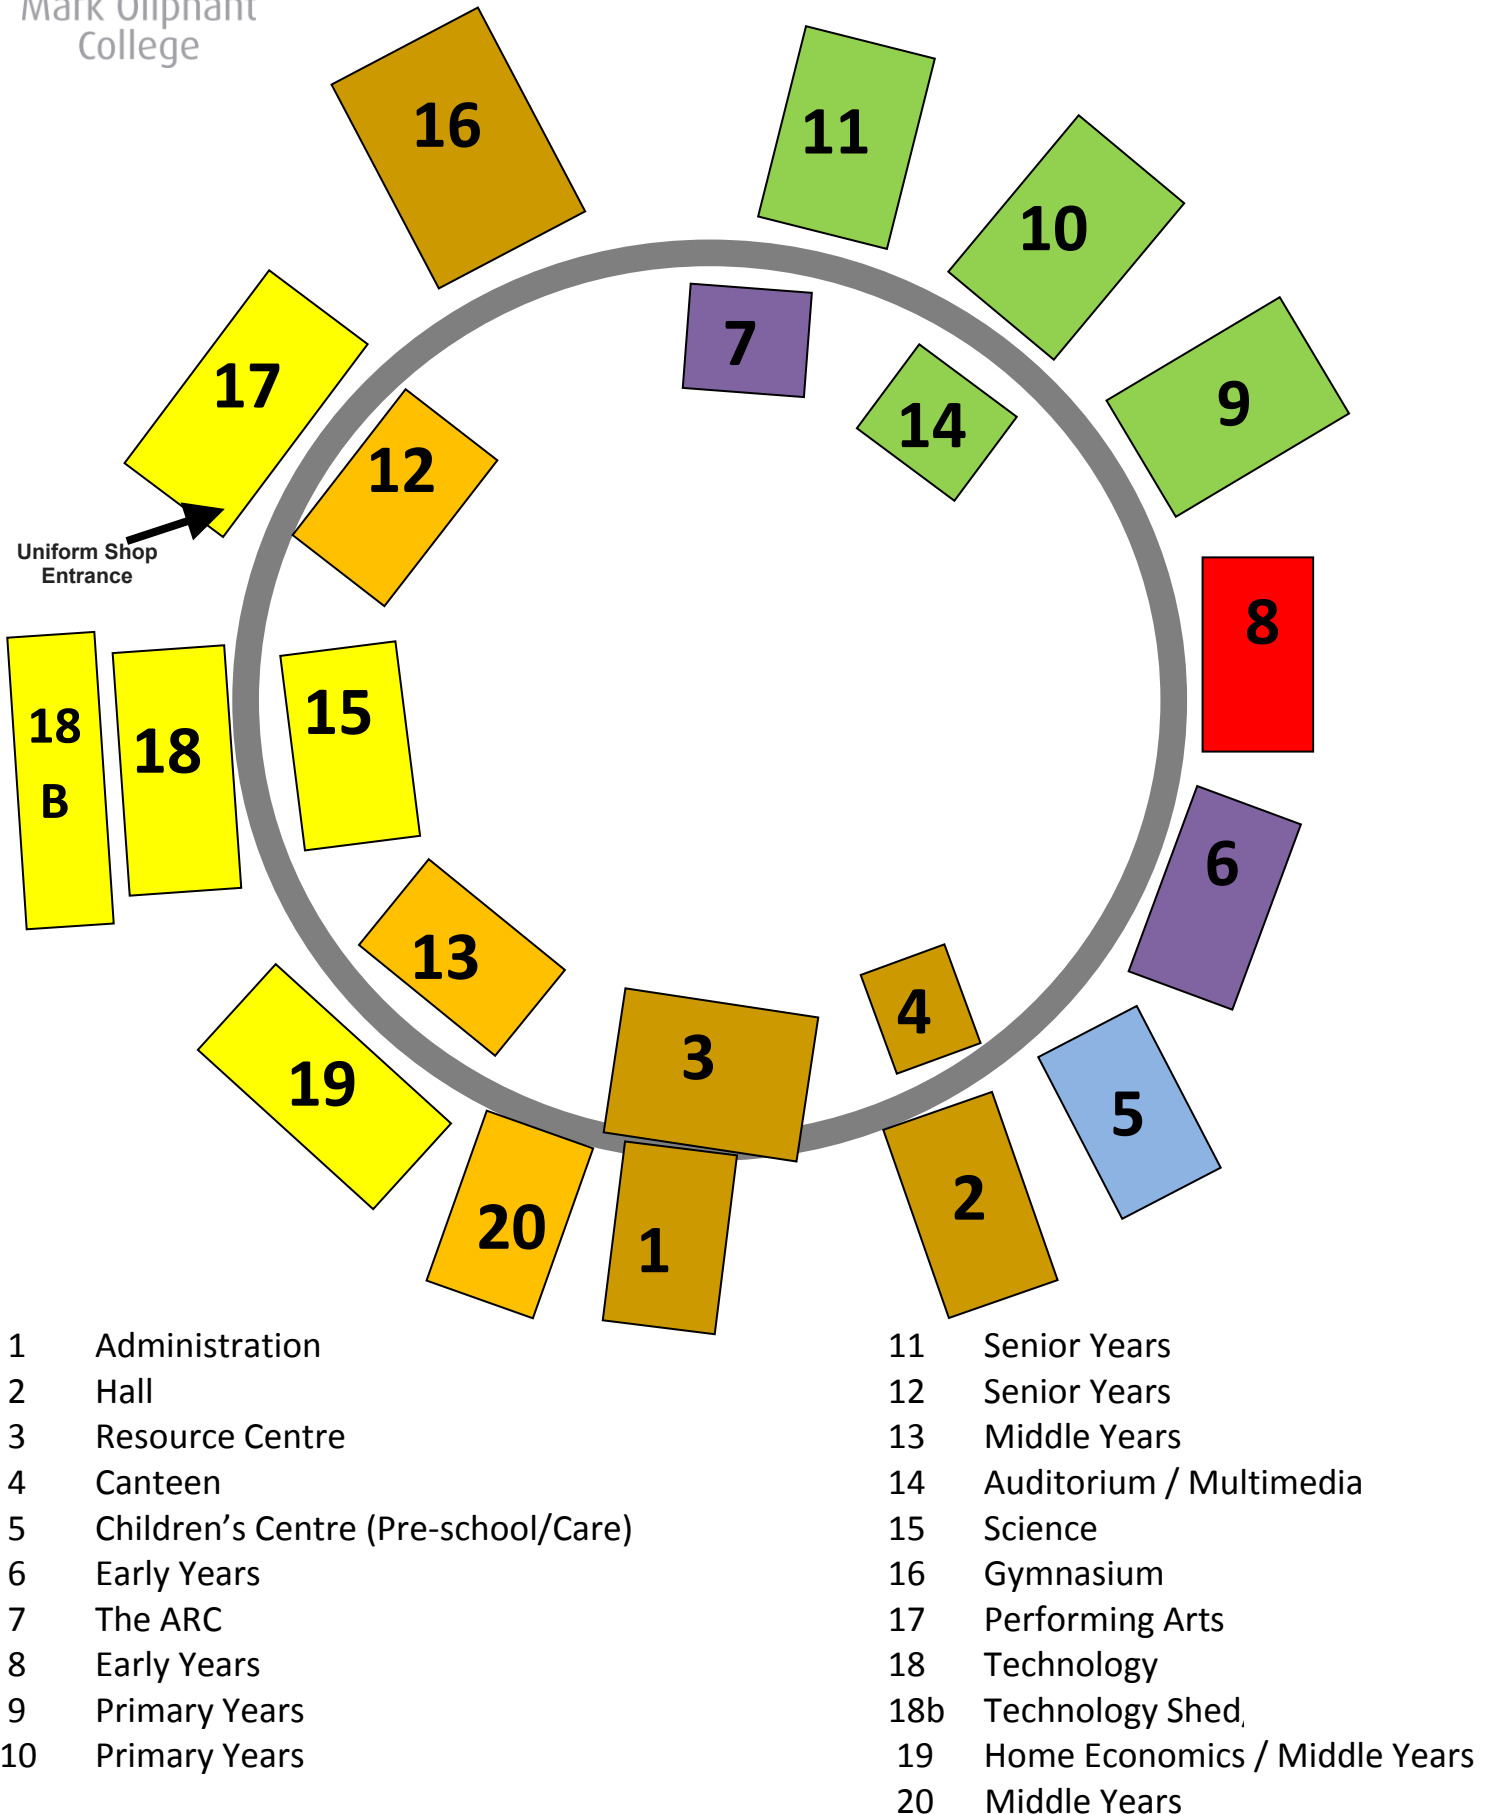 Mark Oliphant
College
16
11
10
7
9
17
14
12
Uniform Shop
Entrance
8
15
18
B
18
6
13
4
3
19
5
2
20
1
1 Administration
2 Hall
3 Resource Centre
4 Canteen
5 Children’s Centre (Pre-school/Care)
6 Early Years
7 The ARC
8 Early Years
9 Primary Years
10 Primary Years
11 Senior Years
12 Senior Years
13 Middle Years
14 Auditorium / Multimedia
15 Science
16 Gymnasium
17 Performing Arts
18 Technology
18b Technology Shed,
19 Home Economics / Middle Years
20 Middle Years